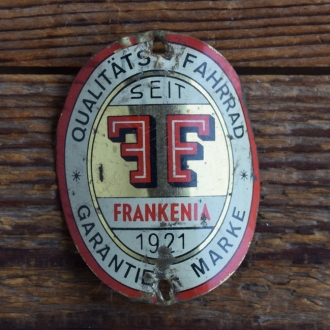 QUALITÄTS FAHRRAD
SEIT
FF
FRANKENIA
1921
GARANTIE MARKE